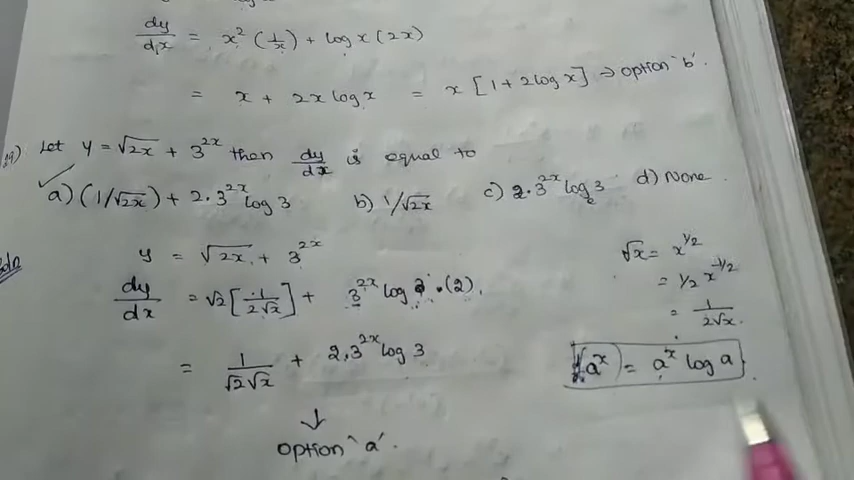 dy/dx = x² (1/x) + log x (2x)
= x + 2x log x = x [1 + 2 log x] ⇒ option 'b'.
29) Let y = √2x + 3^2x then dy/dx is equal to
a) (1/√2x) + 2.3^2x log 3 b) 1/√2x c) 2.3^2x log_e 3 d) None
Soln y = √2x + 3^2x
√x = x^1/2
dy/dx = √2 [1/2√x] + 3^2x log 3 . (2).
= 1/2 x^-1/2
= 1/2√x.
= 1/√2√x + 2.3^2x log 3
(a^x) = a^x log a
↓
option 'a'.